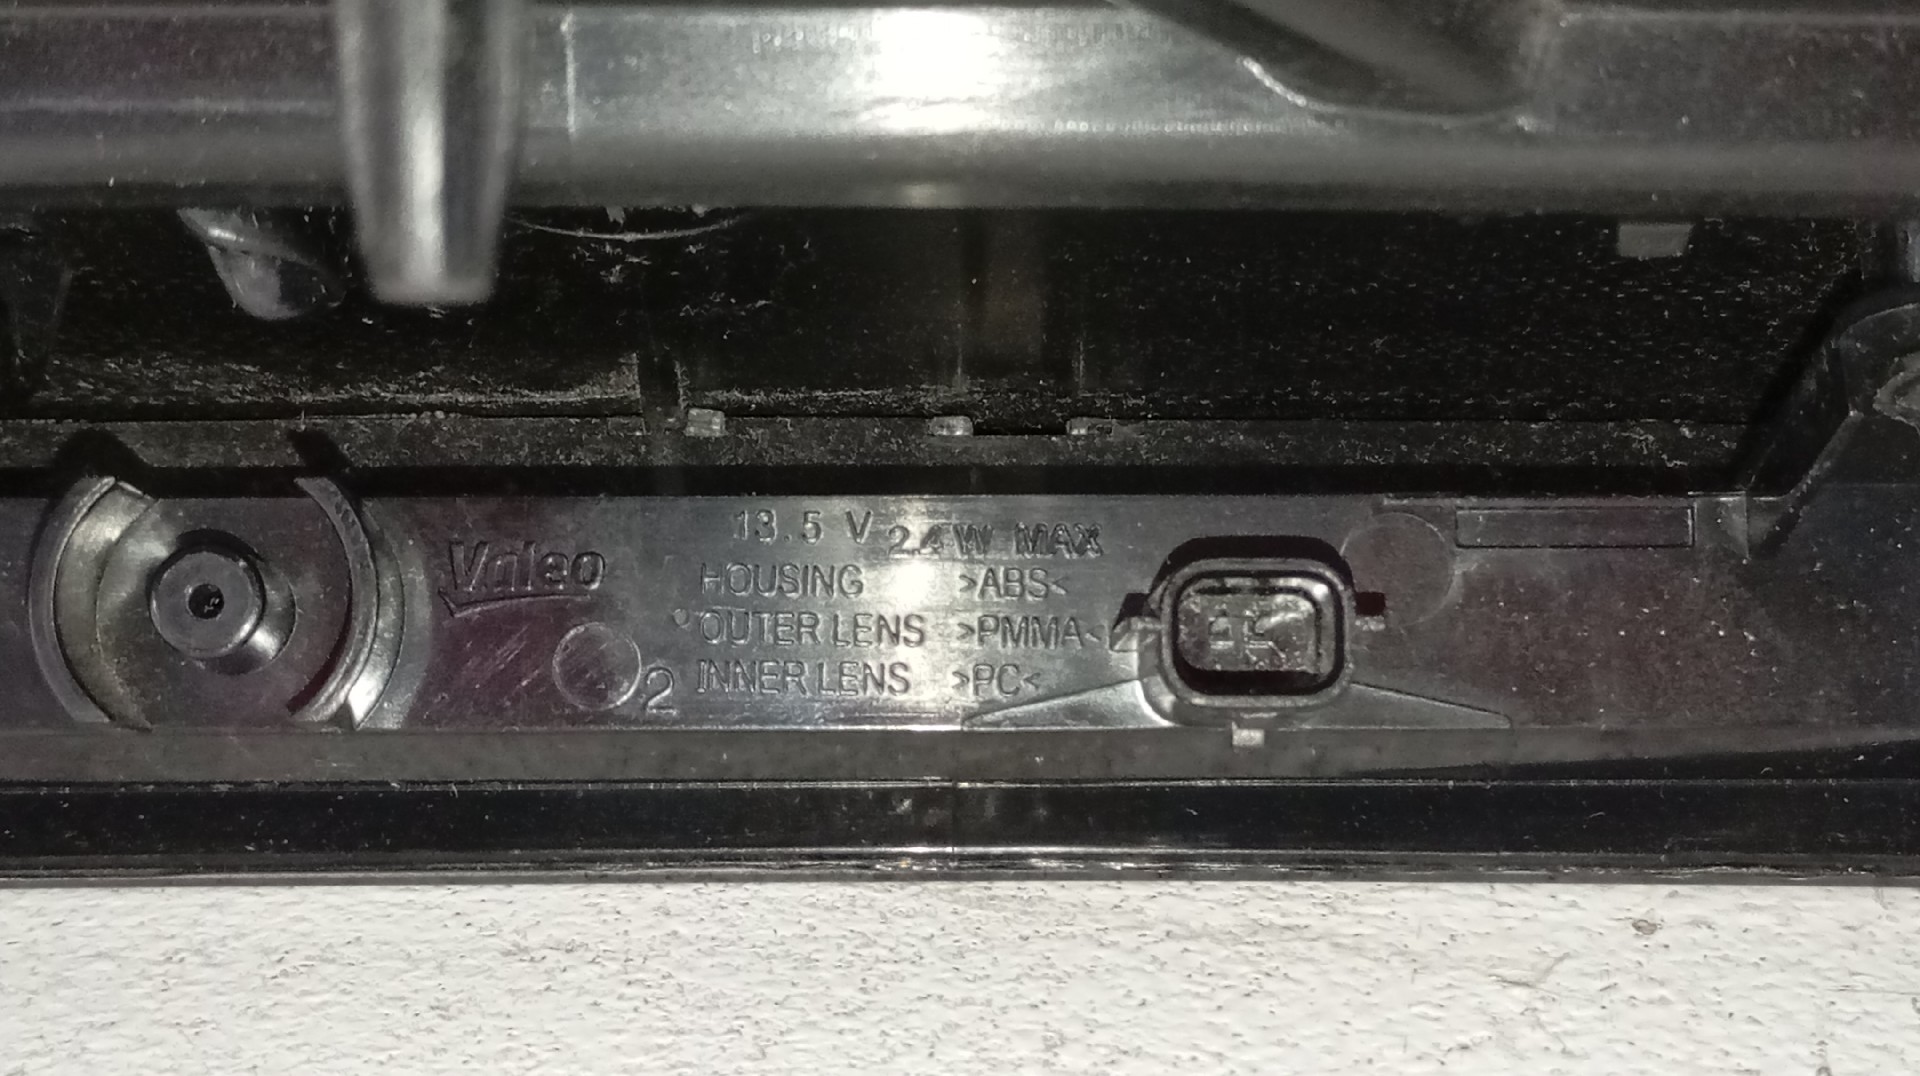 Valeo
13.5 V 2.4W MAX
HOUSING >ABS<
OUTER LENS >PMMA<
INNER LENS >PC<
2